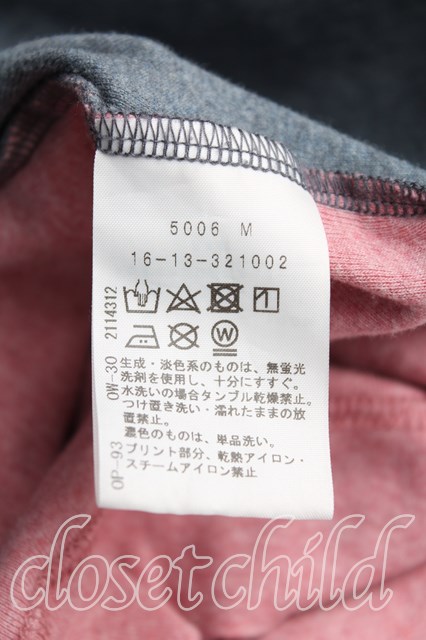 5006 M
16-13-321002
W
生成・淡色系のものは、無蛍光
洗剤を使用し、十分にすすぐ。
水洗いの場合タンブル乾燥禁止。
つけ置き洗い・濡れたままの放
置禁止。
濃色のものは、単品洗い。
プリント部分、乾熱アイロン・
スチームアイロン禁止
OW-30 2114312
OP-93
closetchild